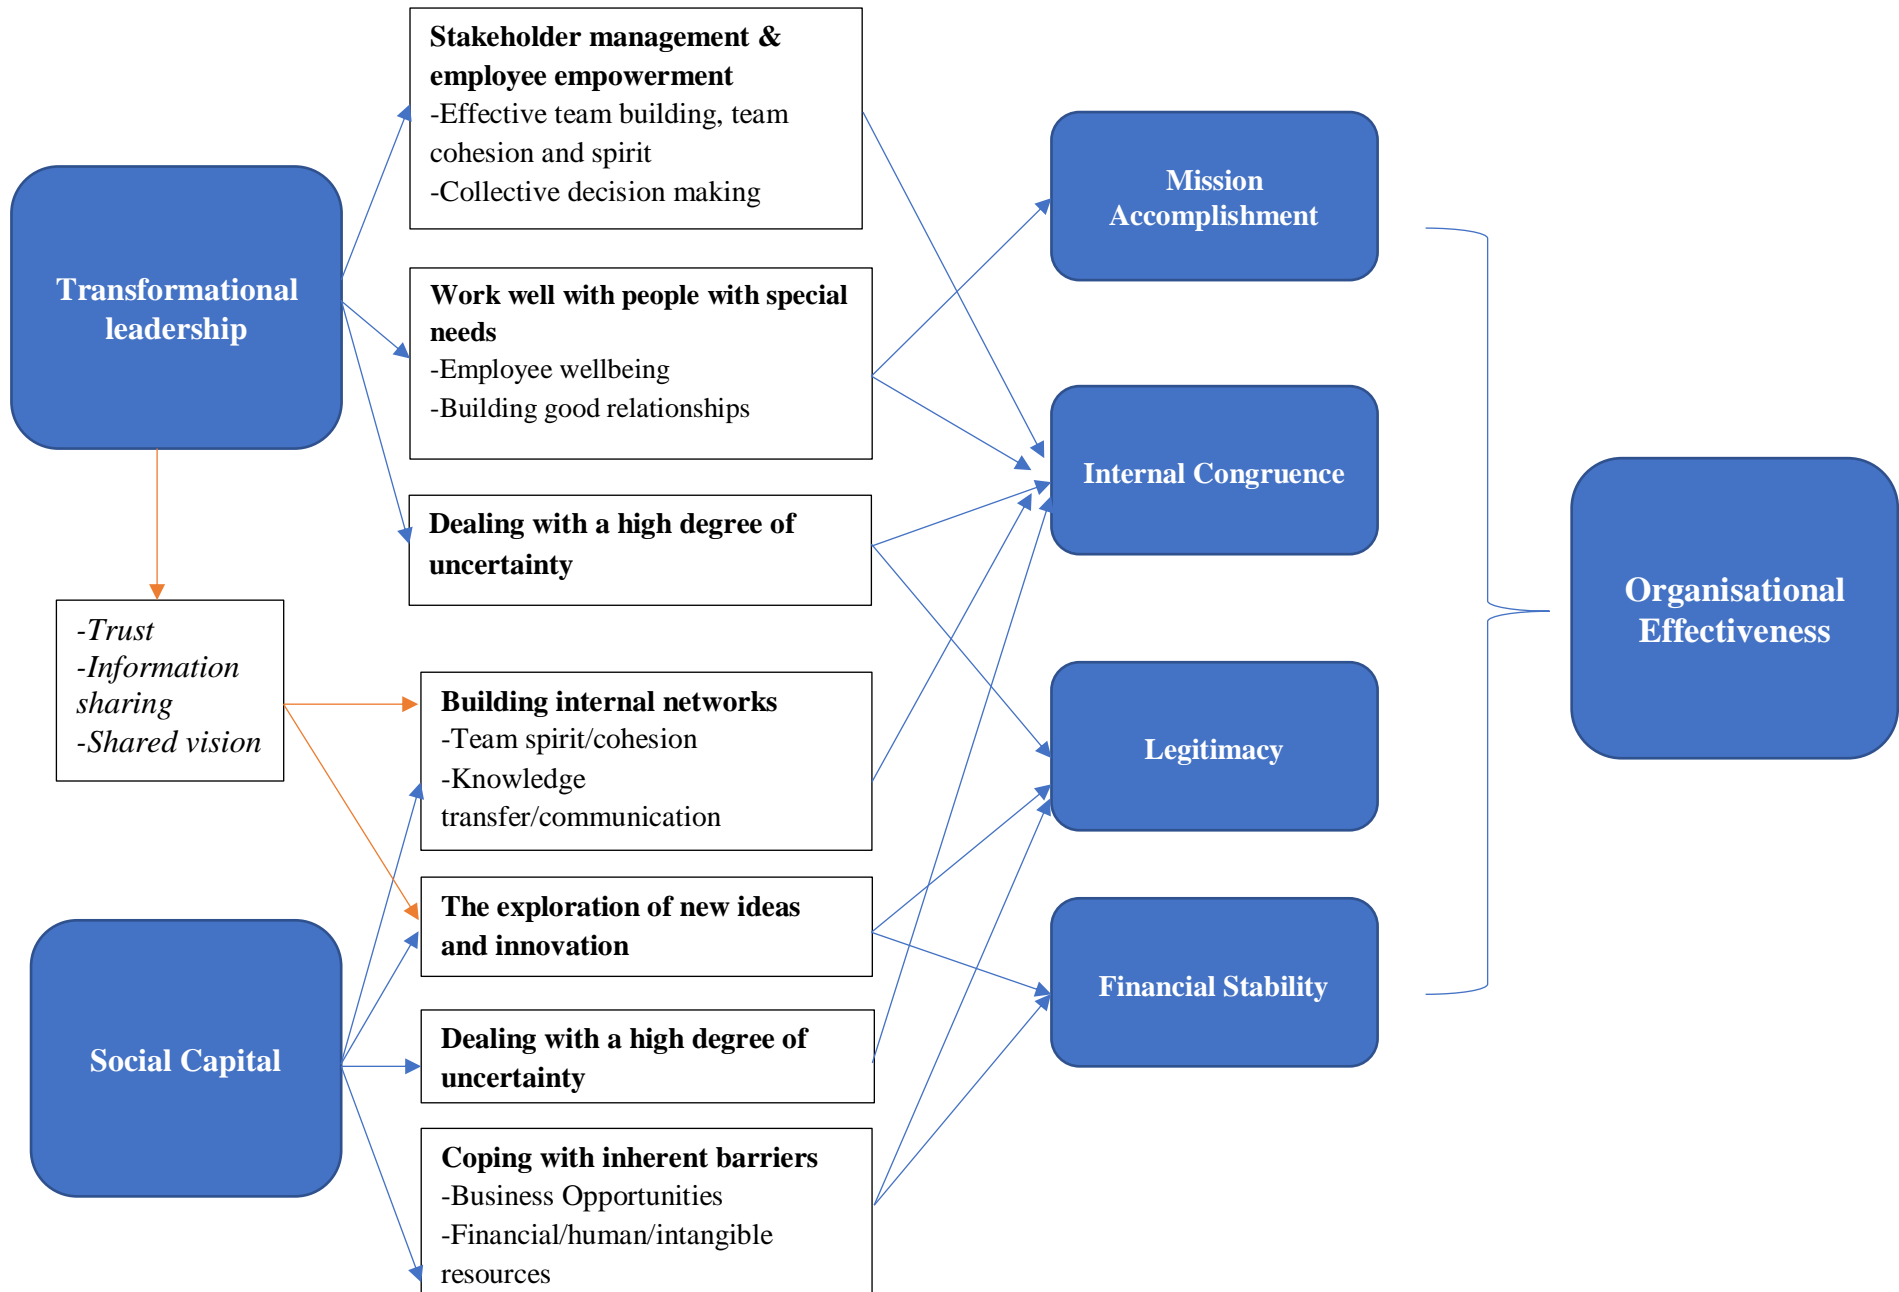 Stakeholder management &
employee empowerment
-Effective team building, team
cohesion and spirit
-Collective decision making
Transformational
leadership
Work well with people with special
needs
-Employee wellbeing
-Building good relationships
Dealing with a high degree of
uncertainty
-Trust
-Information
sharing
-Shared vision
Building internal networks
-Team spirit/cohesion
-Knowledge
transfer/communication
The exploration of new ideas
and innovation
Social Capital
Dealing with a high degree of
uncertainty
Coping with inherent barriers
-Business Opportunities
-Financial/human/intangible
resources
Mission
Accomplishment
Internal Congruence
Legitimacy
Financial Stability
Organisational
Effectiveness